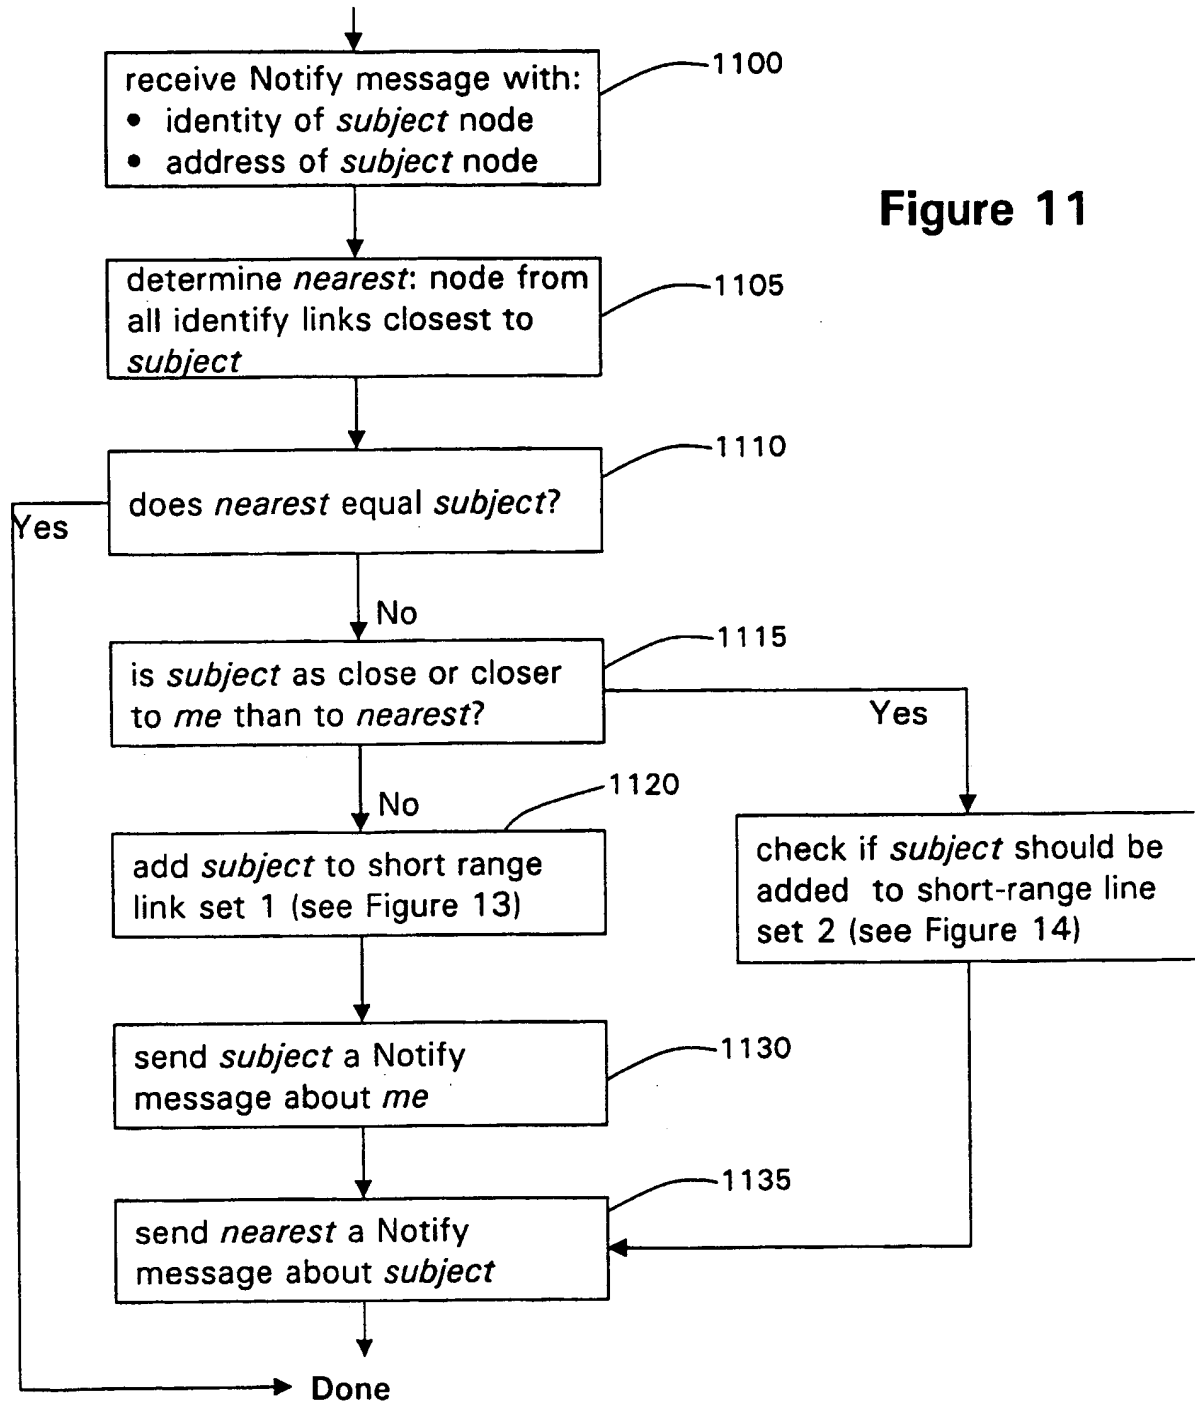 receive Notify message with:
• identity of subject node
• address of subject node
1100
Figure 11
determine nearest: node from
all identify links closest to
subject
1105
does nearest equal subject?
1110
Yes
No
is subject as close or closer
to me than to nearest?
1115
Yes
No
add subject to short range
link set 1 (see Figure 13)
1120
check if subject should be
added to short-range line
set 2 (see Figure 14)
send subject a Notify
message about me
1130
send nearest a Notify
message about subject
1135
Done